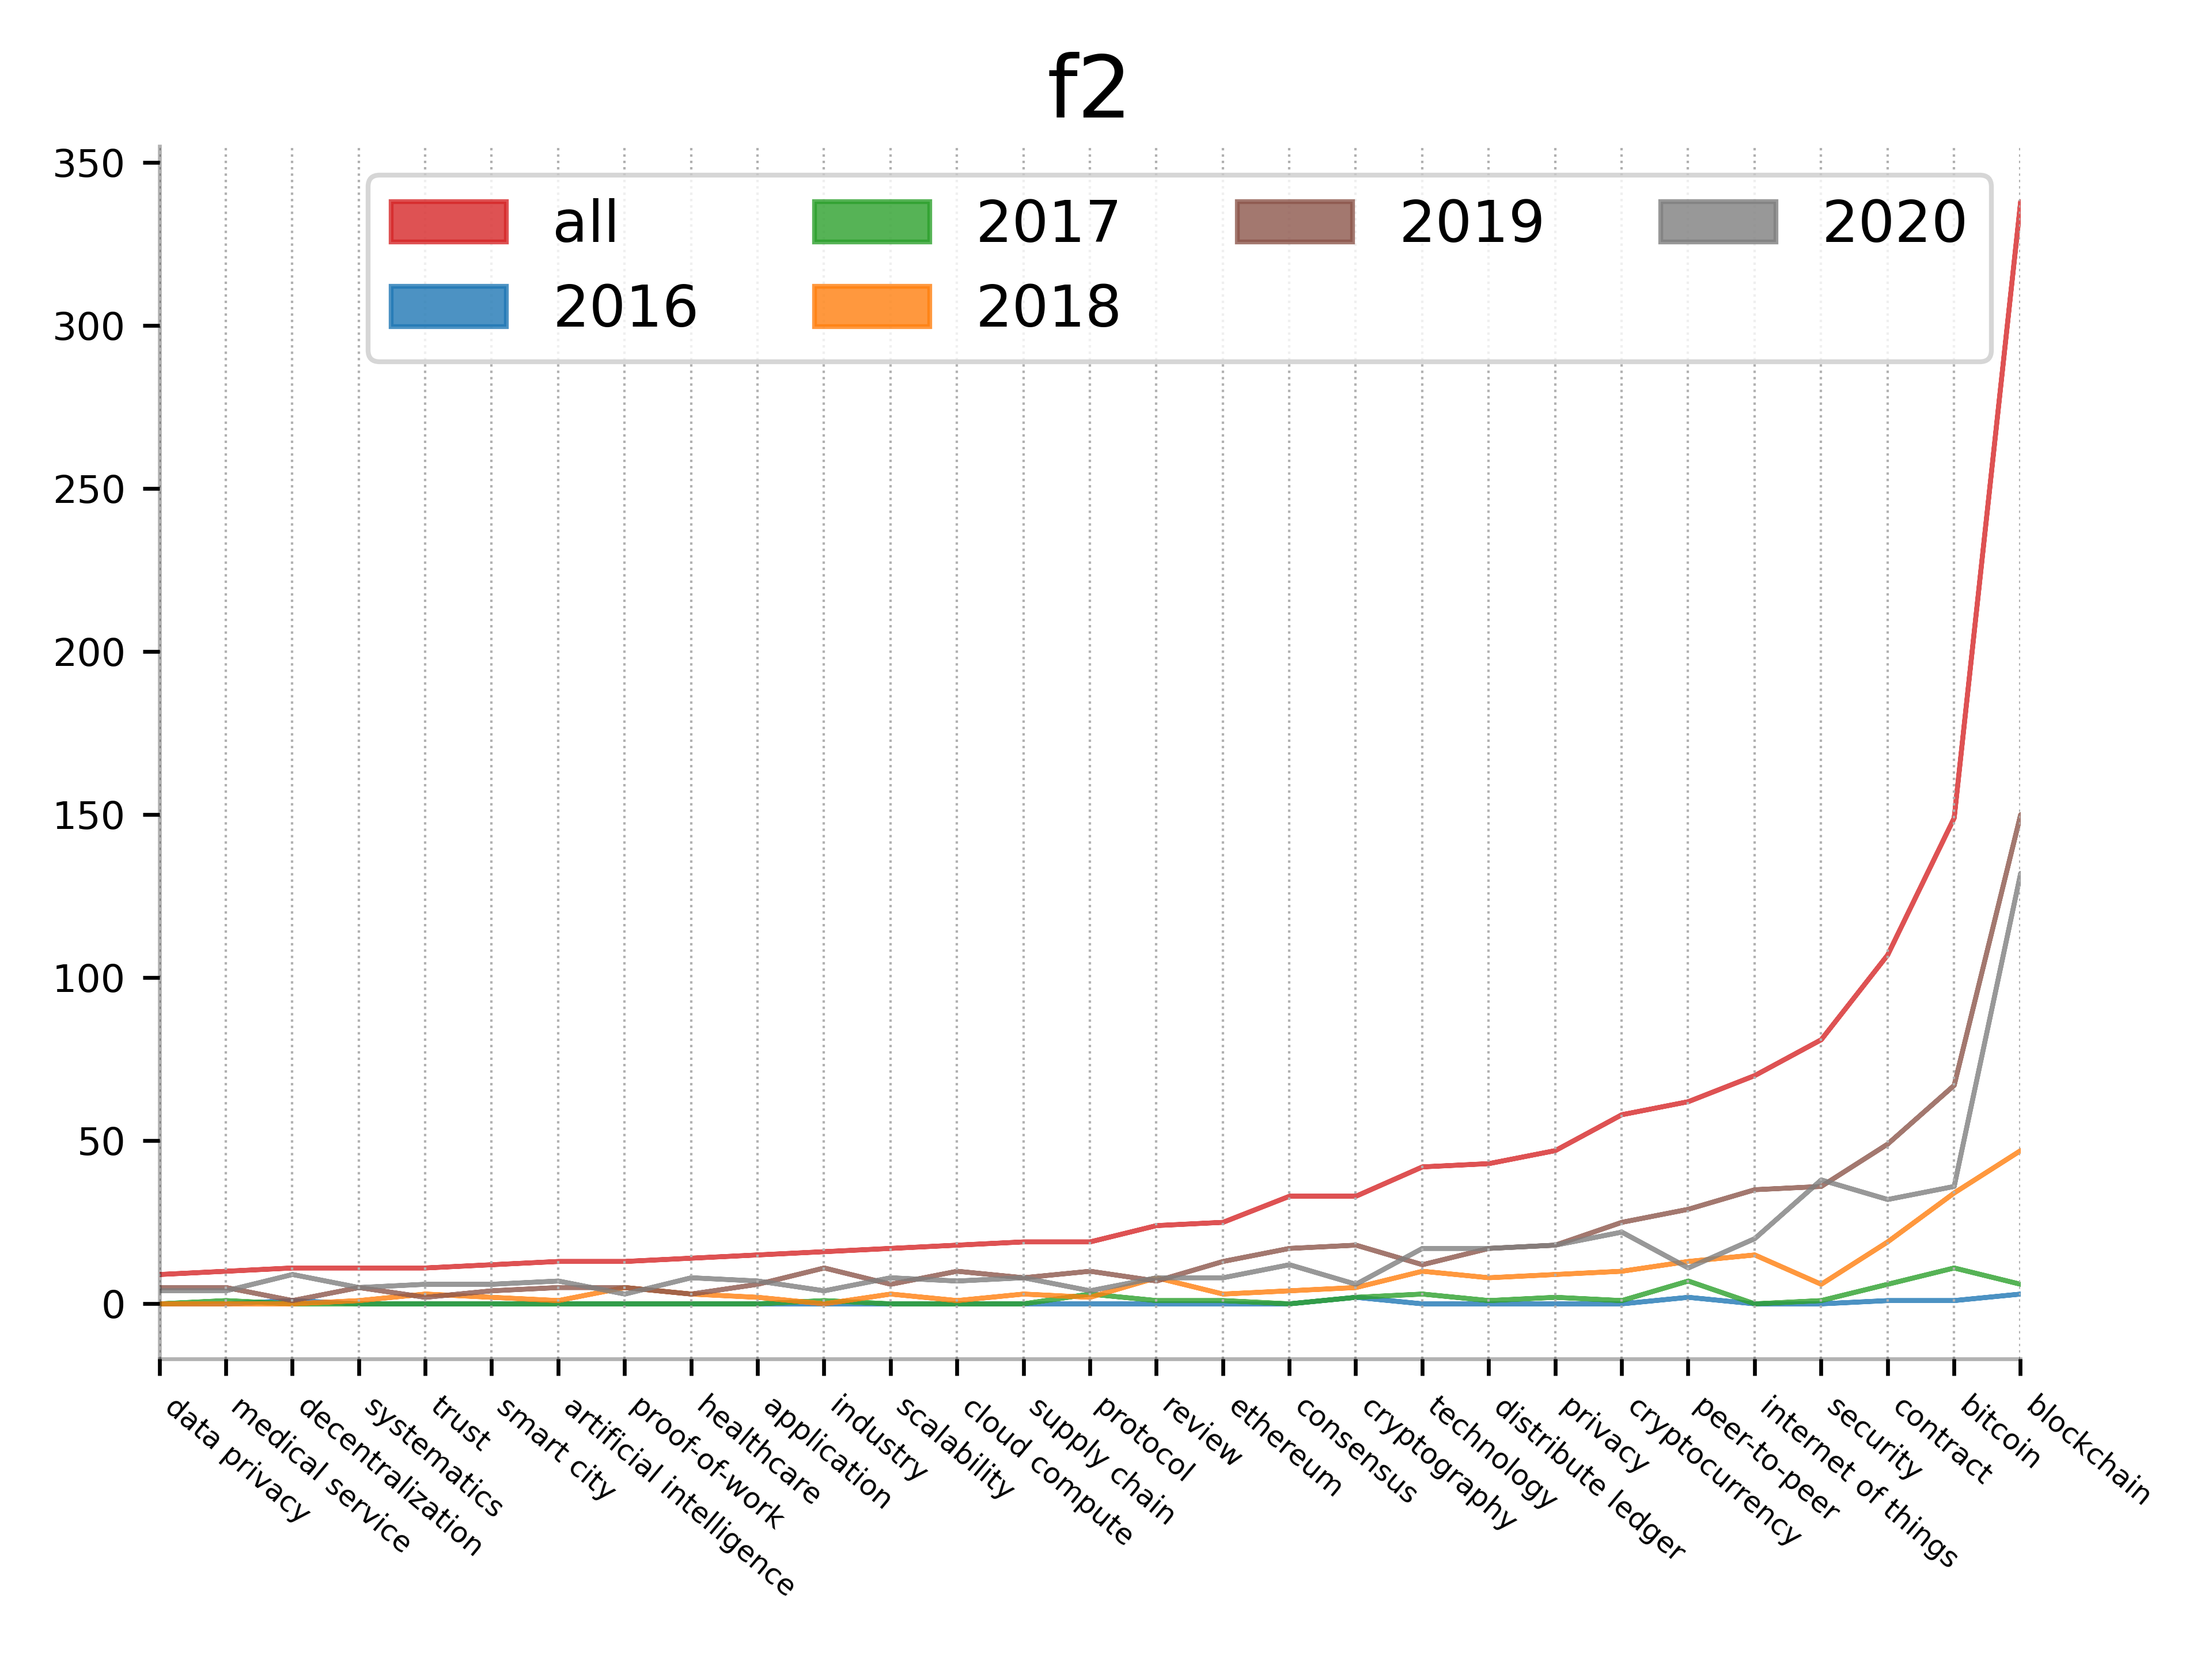 f2
350
300
250
200
150
100
50
0
all
2017
2019
2020
2016
2018
data privacy
medical service
decentralization
systematics
trust
smart city
artificial intelligence
proof-of-work
healthcare
application
industry
scalability
cloud compute
supply chain
protocol
review
ethereum
consensus
cryptography
technology
distribute ledger
privacy
cryptocurrency
peer-to-peer
internet of things
security
contract
bitcoin
blockchain